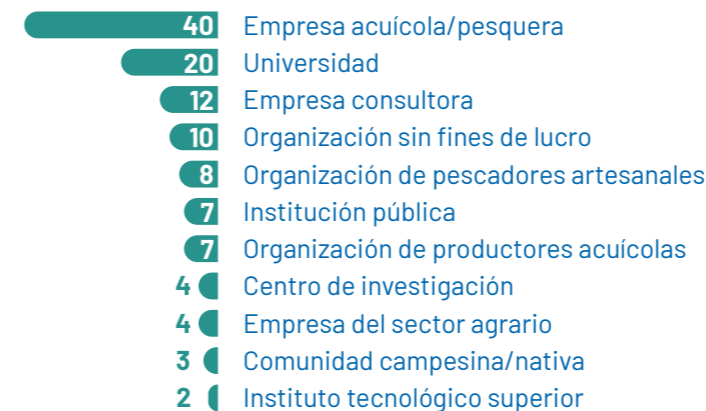 40 Empresa acuícola/pesquera
20 Universidad
12 Empresa consultora
10 Organización sin fines de lucro
8 Organización de pescadores artesanales
7 Institución pública
7 Organización de productores acuícolas
4 Centro de investigación
4 Empresa del sector agrario
3 Comunidad campesina/nativa
2 Instituto tecnológico superior